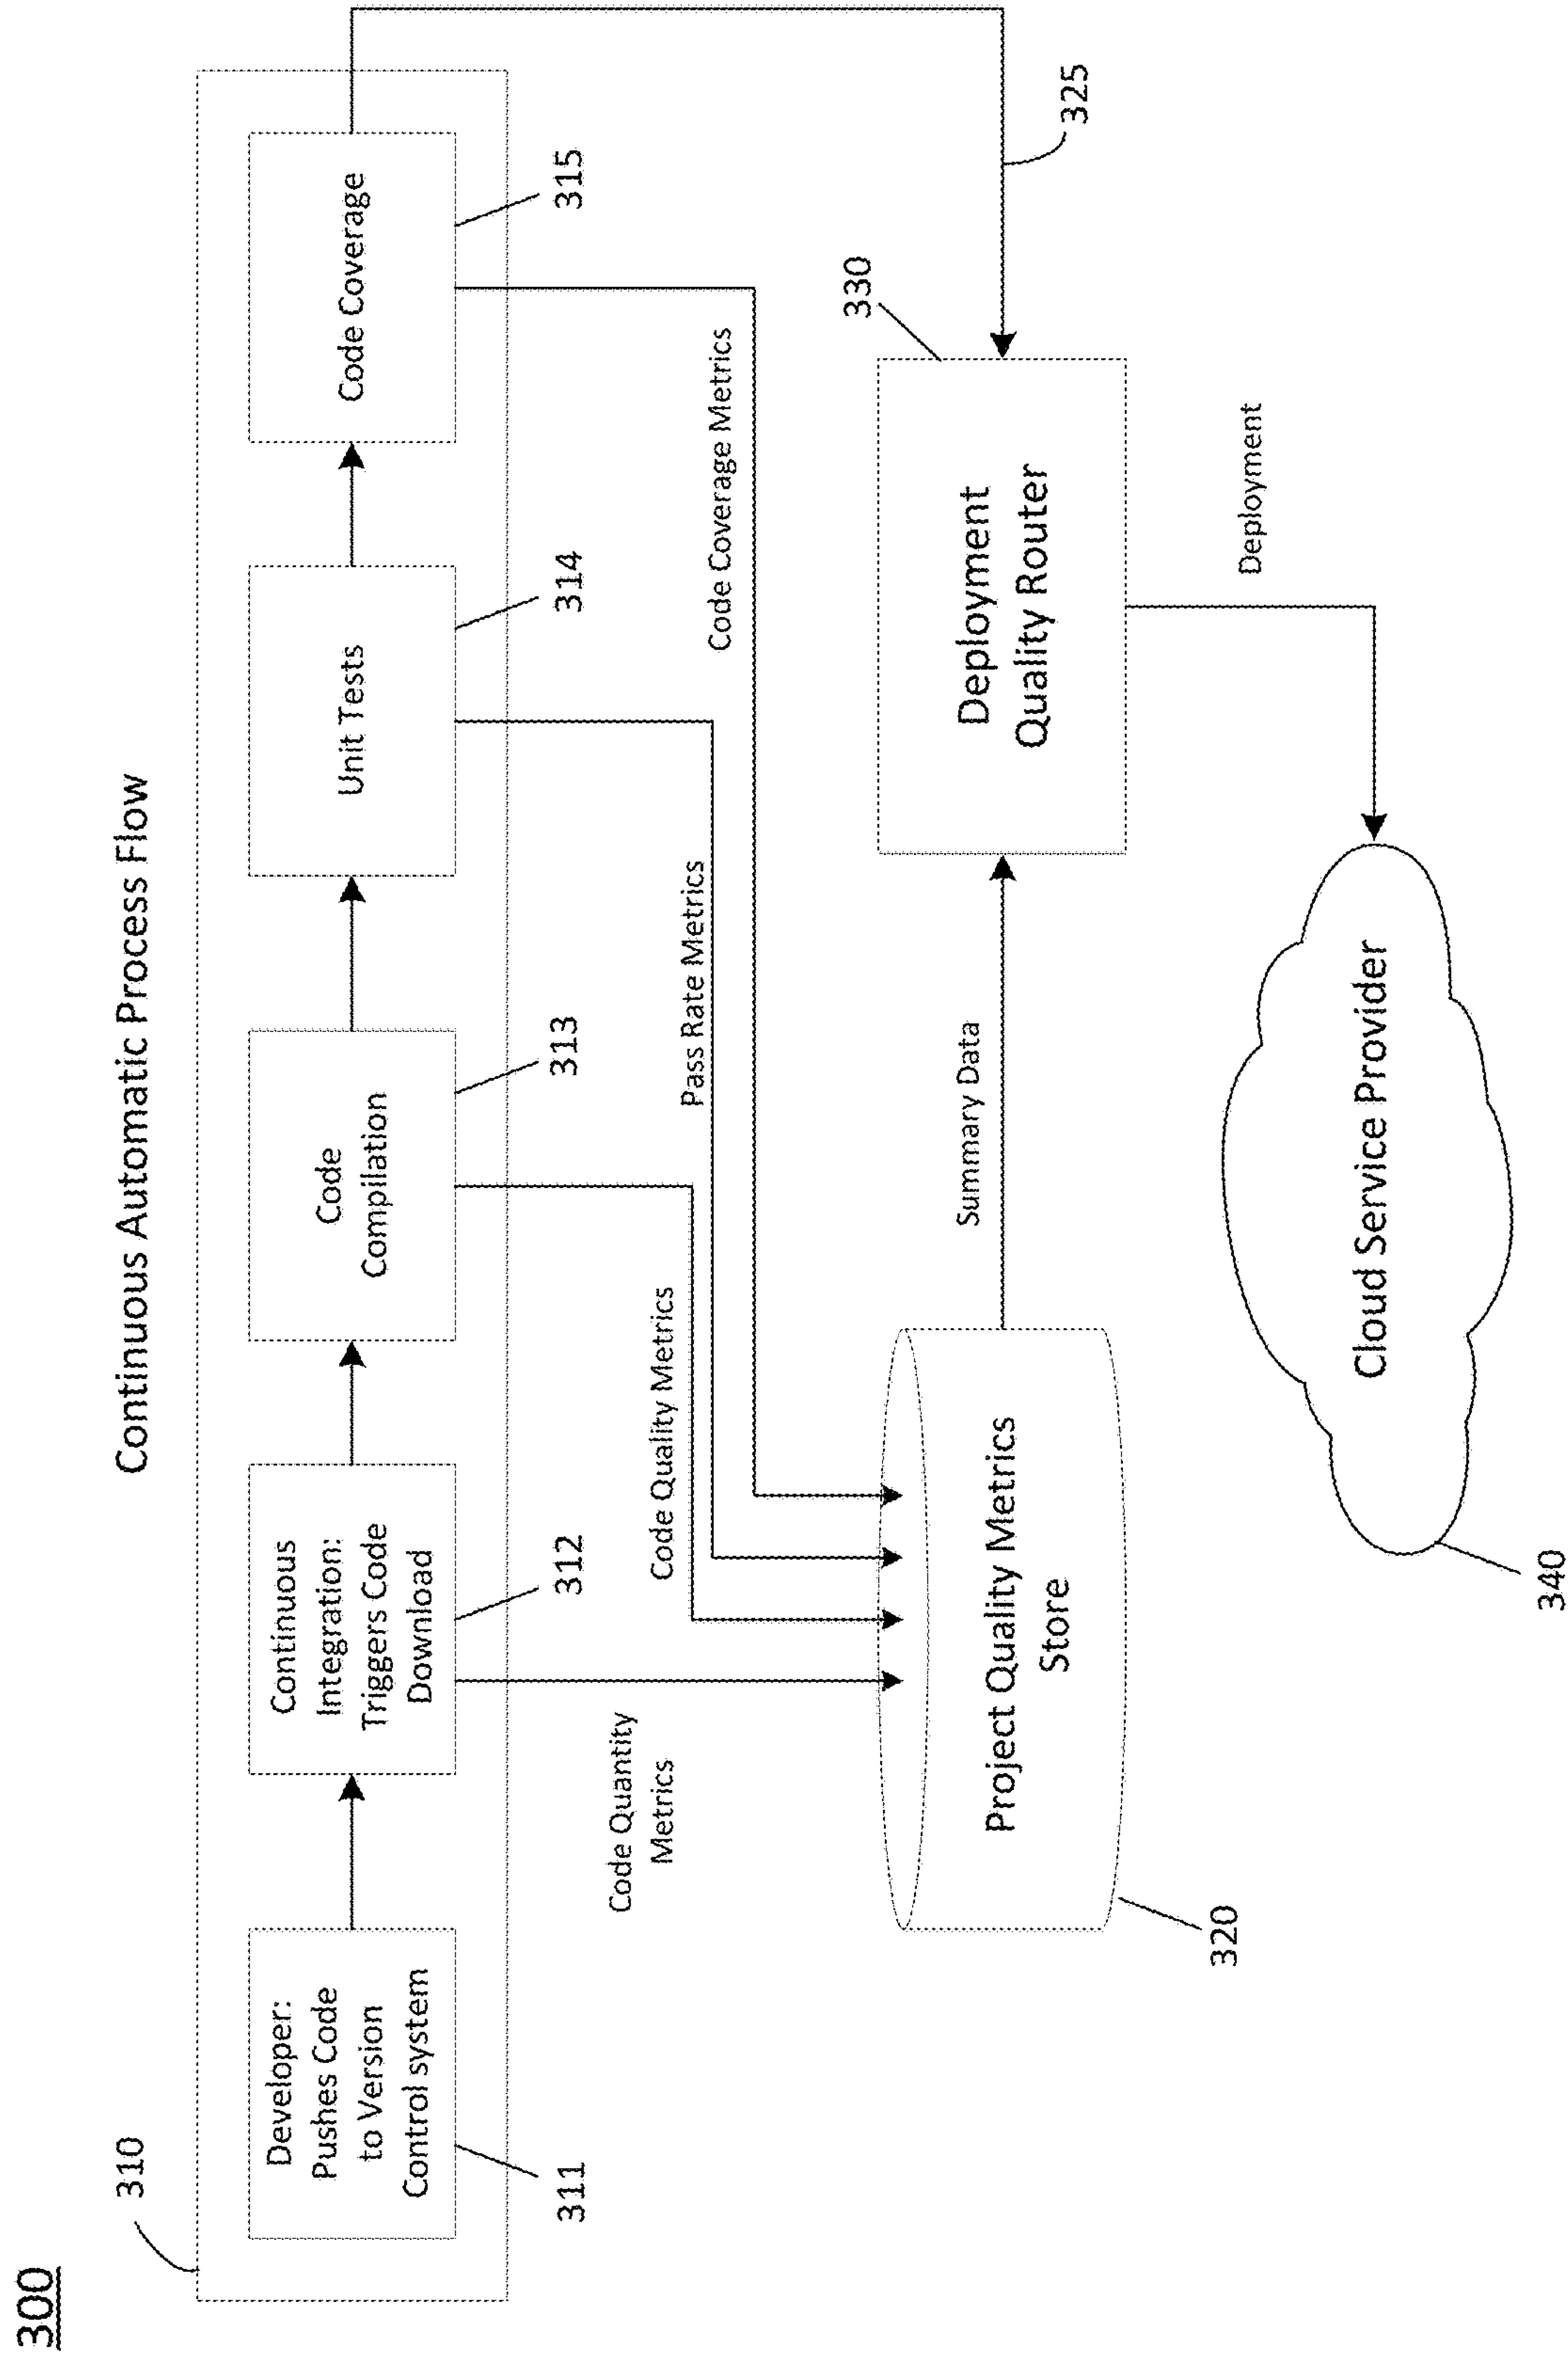 300
Continuous Automatic Process Flow
310
Developer:
Pushes Code
to Version
Control system
311
Continuous
Integration:
Triggers Code
Download
312
Code
Compilation
313
Unit Tests
314
Code Coverage
315
Code Quantity
Metrics
Code Quality Metrics
Pass Rate Metrics
Code Coverage Metrics
Project Quality Metrics
Store
320
Summary Data
Deployment
Quality Router
330
325
Deployment
Cloud Service Provider
340